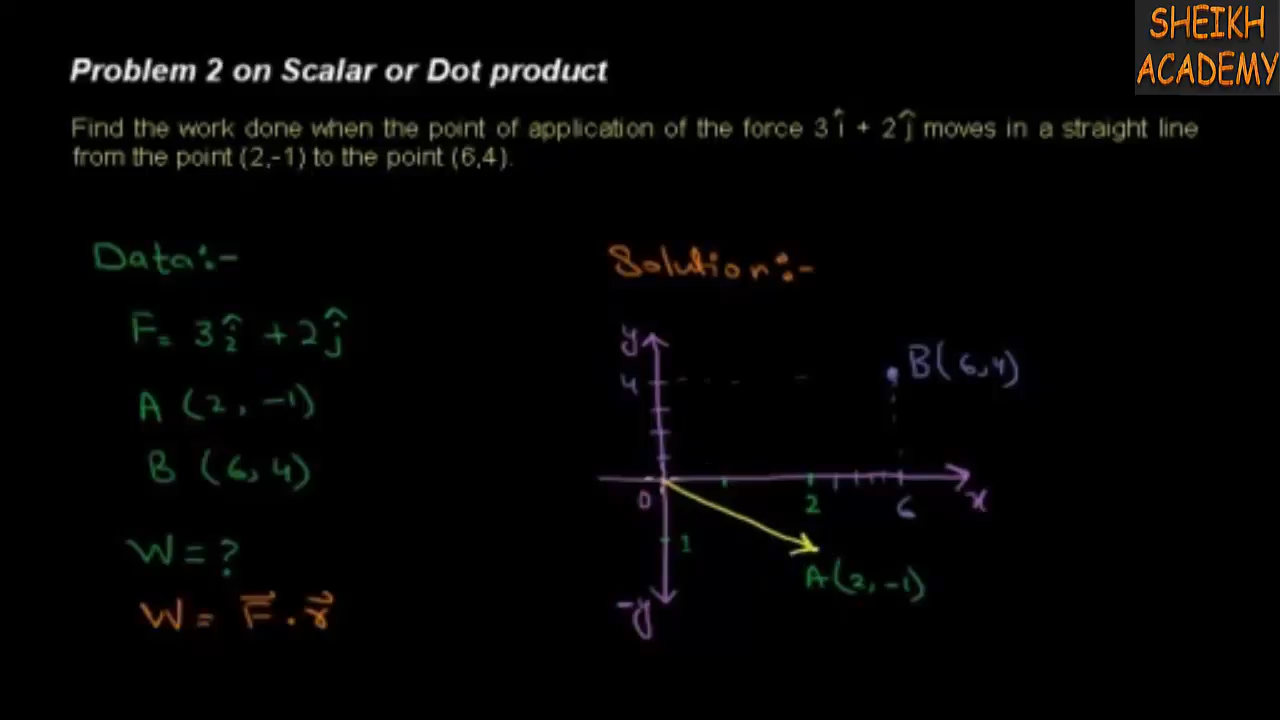 SHEIKH
ACADEMY
Problem 2 on Scalar or Dot product
Find the work done when the point of application of the force 3 î + 2 ĵ moves in a straight line
from the point (2,-1) to the point (6,4).
Data:-
F= 3î + 2ĵ
A (2, -1)
B (6, 4)
W = ?
W = F⃗ . r⃗
Solution:-
y
4
B(6,4)
0
2
6
x
1
A(2, -1)
-y